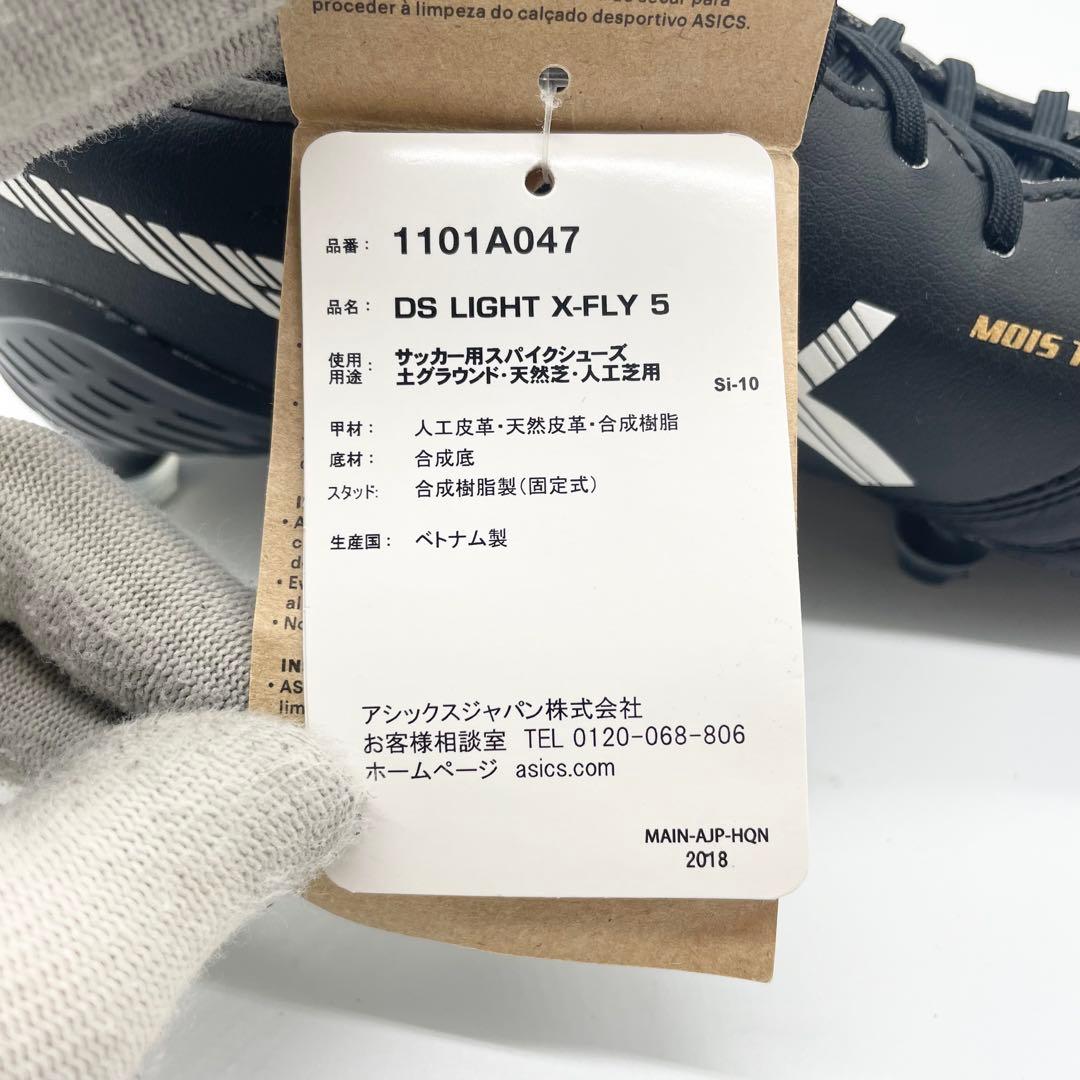 proceder à limpeza do calçado desportivo ASICS.
品番： 1101A047
品名： DS LIGHT X-FLY 5
使用用途： サッカー用スパイクシューズ
土グラウンド・天然芝・人工芝用
Si-10
甲材： 人工皮革・天然皮革・合成樹脂
底材： 合成底
スタッド： 合成樹脂製（固定式）
生産国： ベトナム製
アシックスジャパン株式会社
お客様相談室 TEL 0120-068-806
ホームページ asics.com
MAIN-AJP-HQN
2018
MOIS